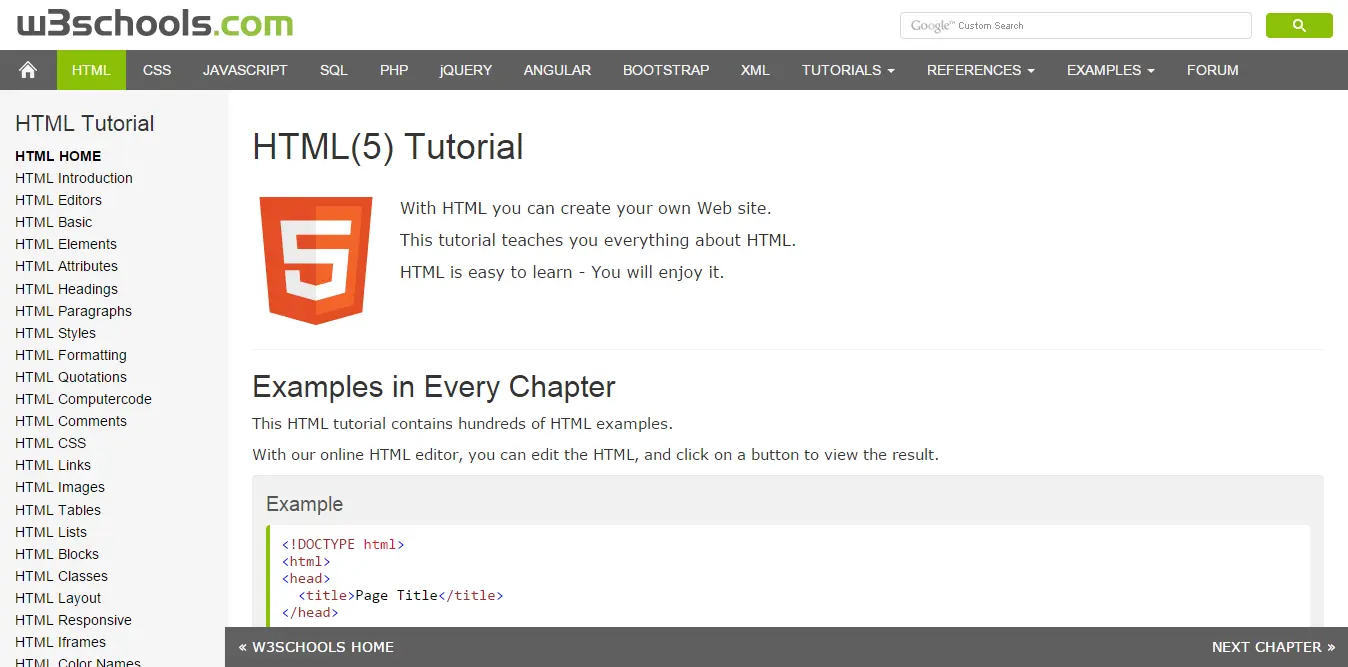 w3schools.com
Google™ Custom Search
HTML CSS JAVASCRIPT SQL PHP jQUERY ANGULAR BOOTSTRAP XML TUTORIALS REFERENCES EXAMPLES FORUM
HTML Tutorial
HTML HOME
HTML Introduction
HTML Editors
HTML Basic
HTML Elements
HTML Attributes
HTML Headings
HTML Paragraphs
HTML Styles
HTML Formatting
HTML Quotations
HTML Computercode
HTML Comments
HTML CSS
HTML Links
HTML Images
HTML Tables
HTML Lists
HTML Blocks
HTML Classes
HTML Layout
HTML Responsive
HTML Iframes
HTML Color Names
HTML(5) Tutorial
5
With HTML you can create your own Web site.
This tutorial teaches you everything about HTML.
HTML is easy to learn - You will enjoy it.
Examples in Every Chapter
This HTML tutorial contains hundreds of HTML examples.
With our online HTML editor, you can edit the HTML, and click on a button to view the result.
Example
<!DOCTYPE html>
<html>
<head>
  <title>Page Title</title>
</head>
« W3SCHOOLS HOME NEXT CHAPTER »